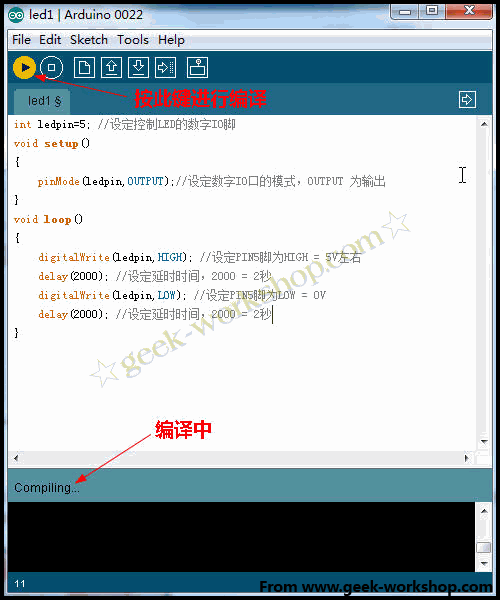 led1 | Arduino 0022
File Edit Sketch Tools Help
按此键进行编译
led1 §
int ledpin=5; //设定控制LED的数字IO脚
void setup()
{
pinMode(ledpin,OUTPUT);//设定数字IO口的模式，OUTPUT 为输出
}
void loop()
{
digitalWrite(ledpin,HIGH); //设定PIN5脚为HIGH = 5V左右
delay(2000); //设定延时时间，2000 = 2秒
digitalWrite(ledpin,LOW); //设定PIN5脚为LOW = 0V
delay(2000); //设定延时时间，2000 = 2秒
}
☆geek-workshop.com☆
编译中
Compiling...
11
From www.geek-workshop.com